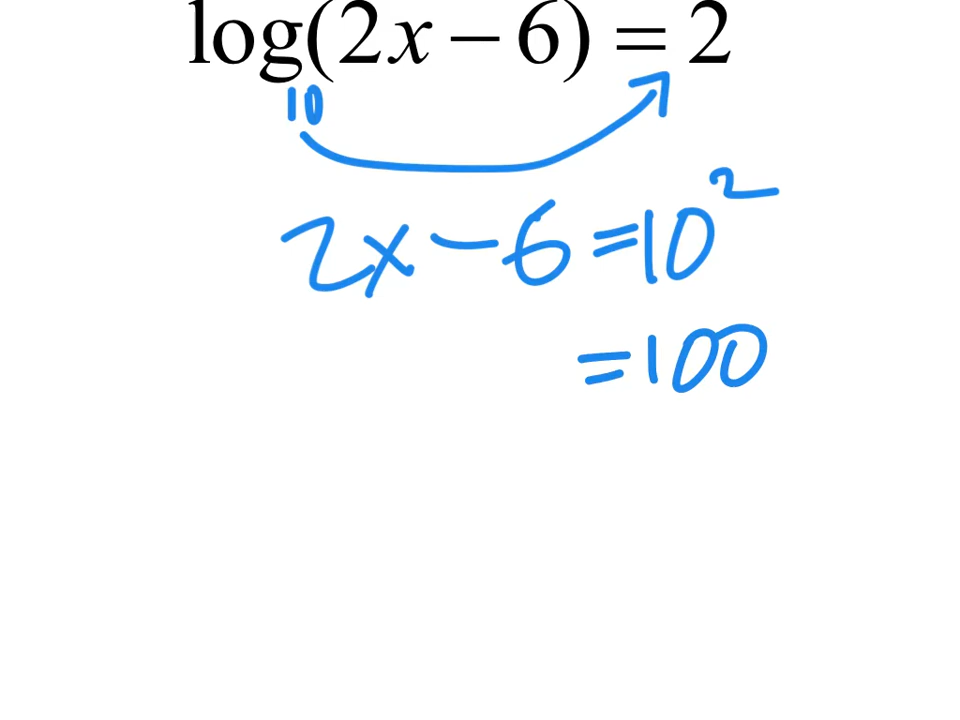 log(2x − 6) = 2
10
2x − 6 = 10²
= 100